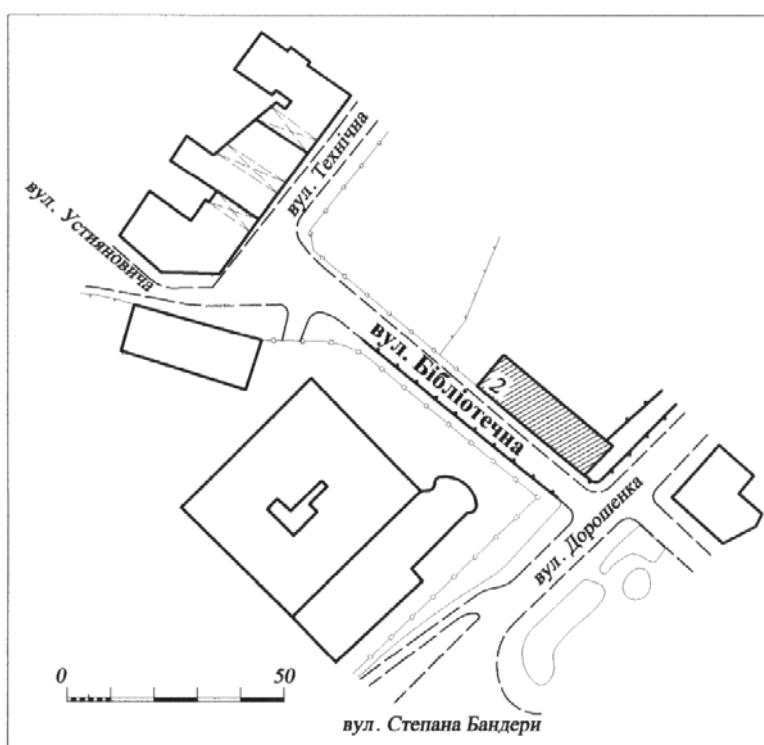 вул. Технічна
вул. Устияновича
вул. Бібліотечна
2
вул. Дорошенка
0 50
вул. Степана Бандери